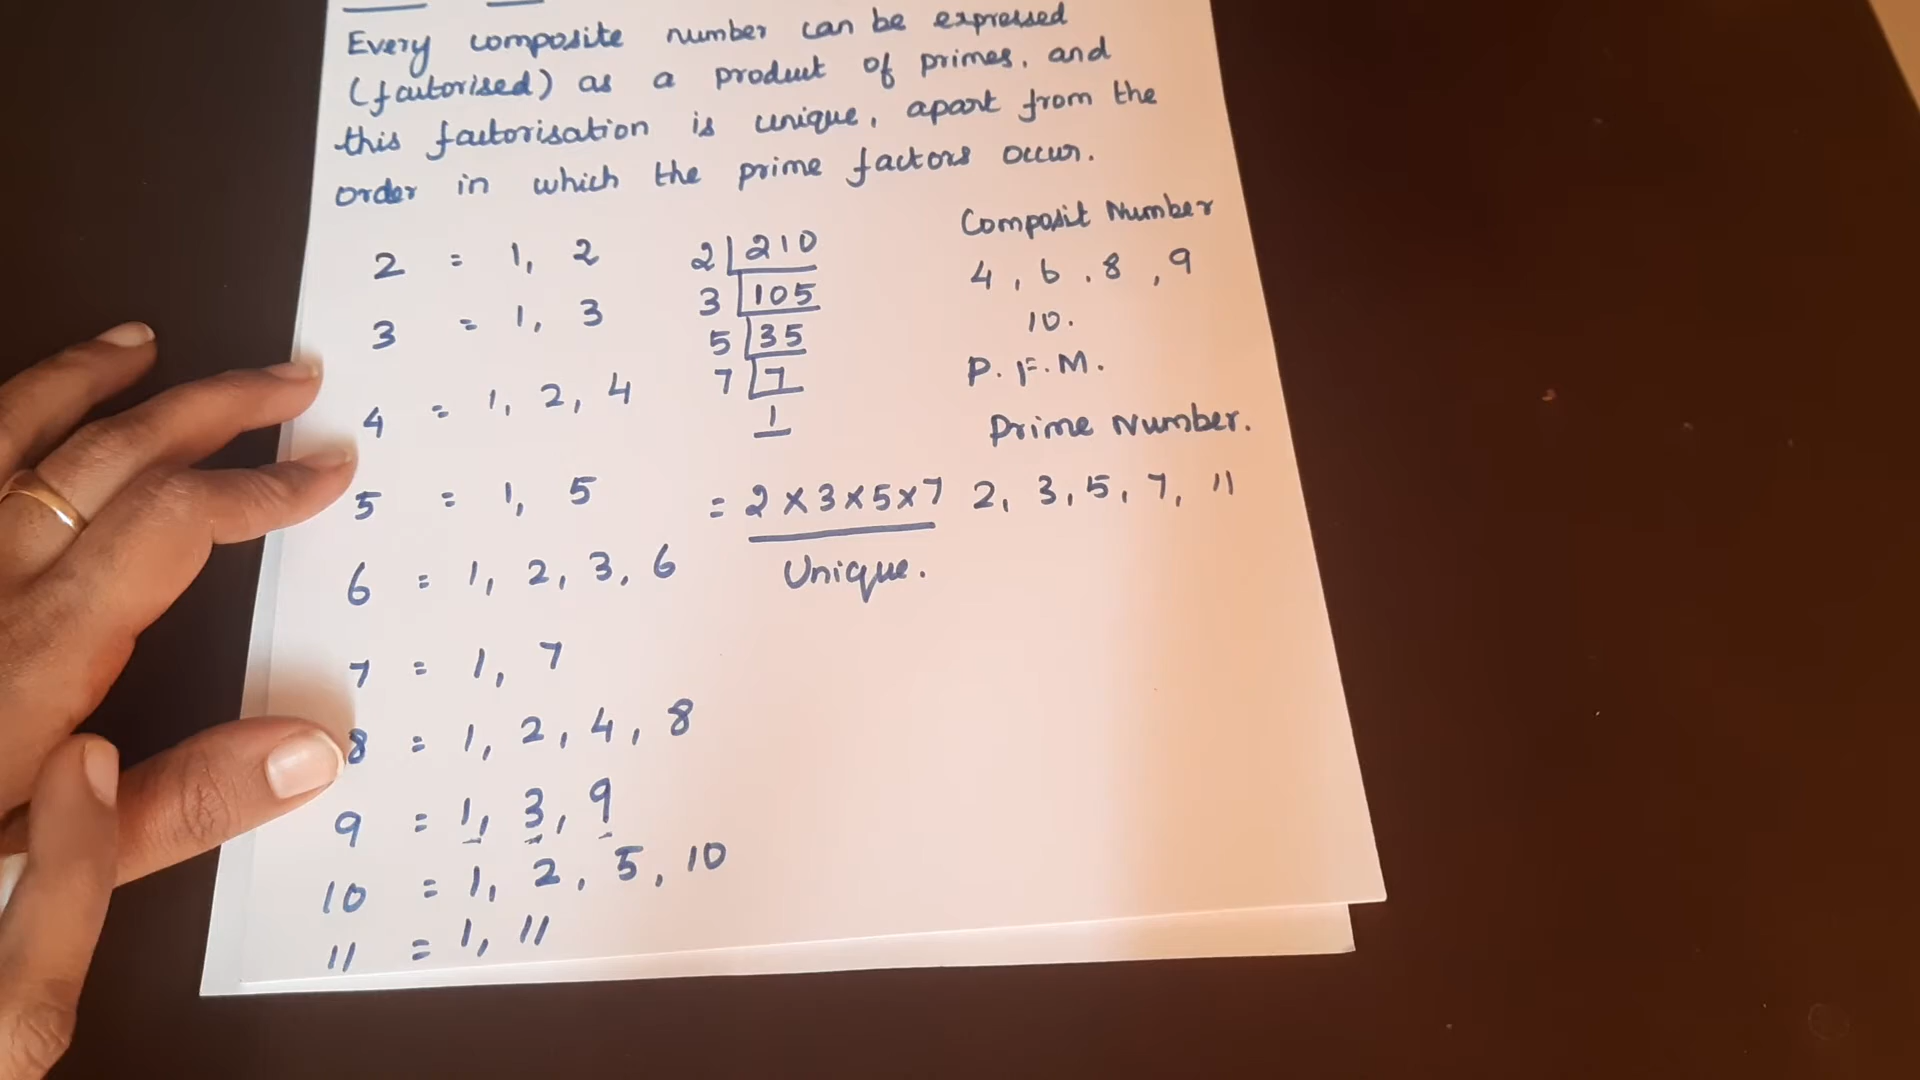 Every composite number can be expressed
(factorised) as a product of primes, and
this factorisation is unique, apart from the
order in which the prime factors occur.
2 = 1, 2
3 = 1, 3
4 = 1, 2, 4
5 = 1, 5
6 = 1, 2, 3, 6
7 = 1, 7
8 = 1, 2, 4, 8
9 = 1, 3, 9
10 = 1, 2, 5, 10
11 = 1, 11
2 | 210
3 | 105
5 | 35
7 | 7
1
= 2 × 3 × 5 × 7
Unique.
Composit Number
4, 6, 8, 9
10.
P. F. M.
Prime Number.
2, 3, 5, 7, 11